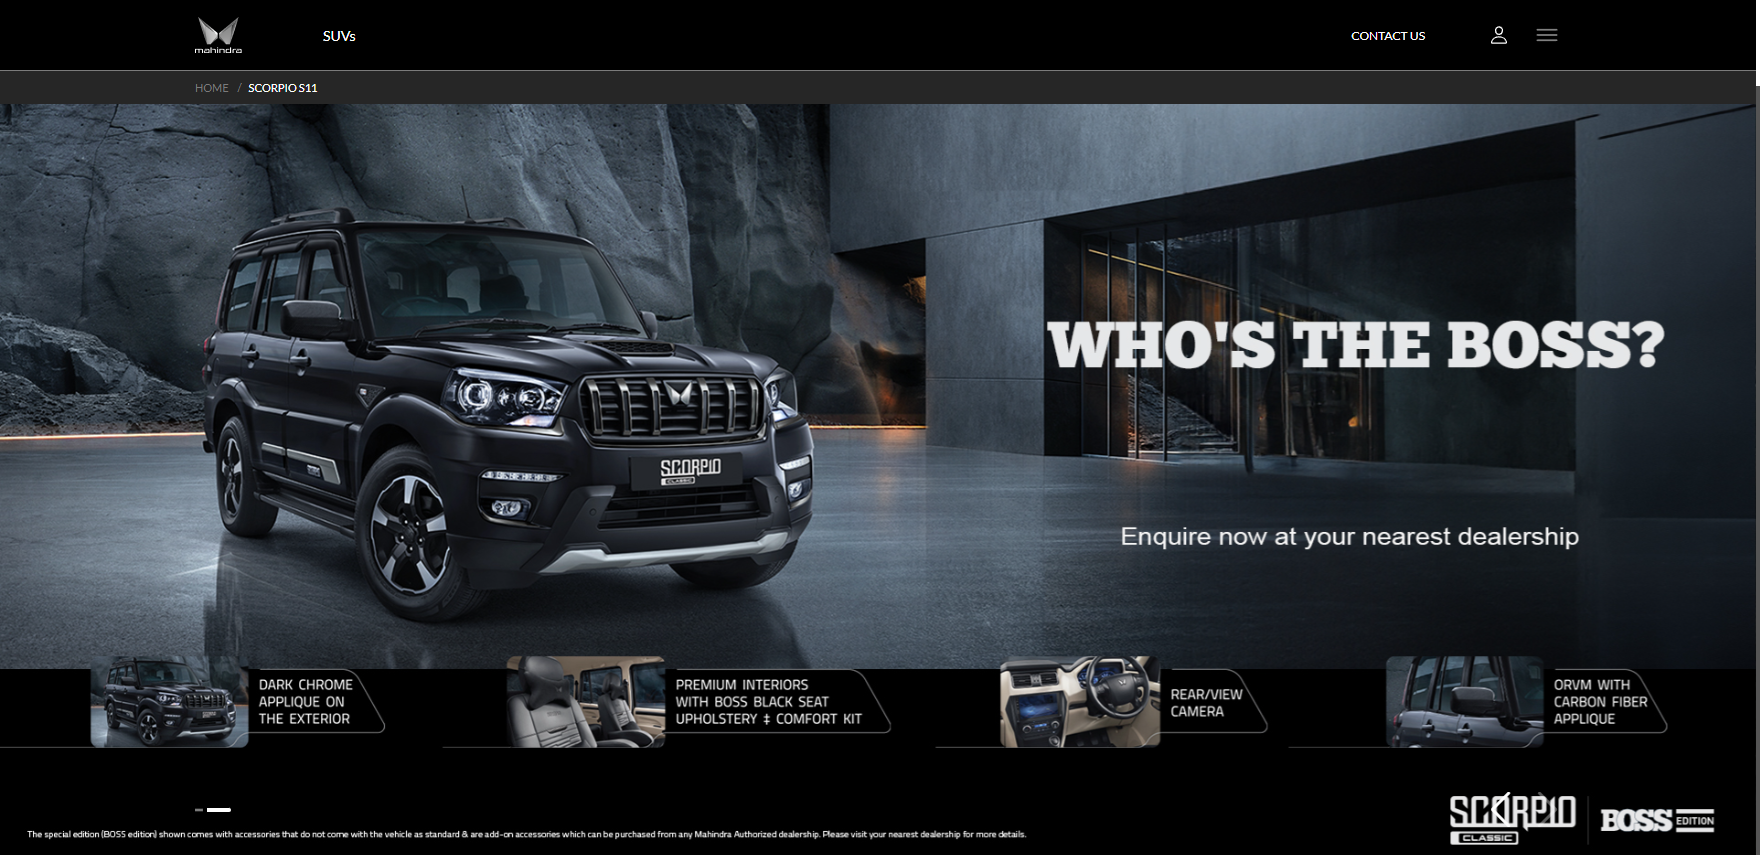 mahindra
SUVs
CONTACT US
HOME / SCORPIO S11
WHO'S THE BOSS?
SCORPIO
CLASSIC
Enquire now at your nearest dealership
DARK CHROME
APPLIQUE ON
THE EXTERIOR
PREMIUM INTERIORS
WITH BOSS BLACK SEAT
UPHOLSTERY ‡ COMFORT KIT
REAR/VIEW
CAMERA
ORVM WITH
CARBON FIBER
APPLIQUE
The special edition (BOSS edition) shown comes with accessories that do not come with the vehicle as standard & are add-on accessories which can be purchased from any Mahindra Authorized dealership. Please visit your nearest dealership for more details.
SCORPIO
CLASSIC
BOSS EDITION